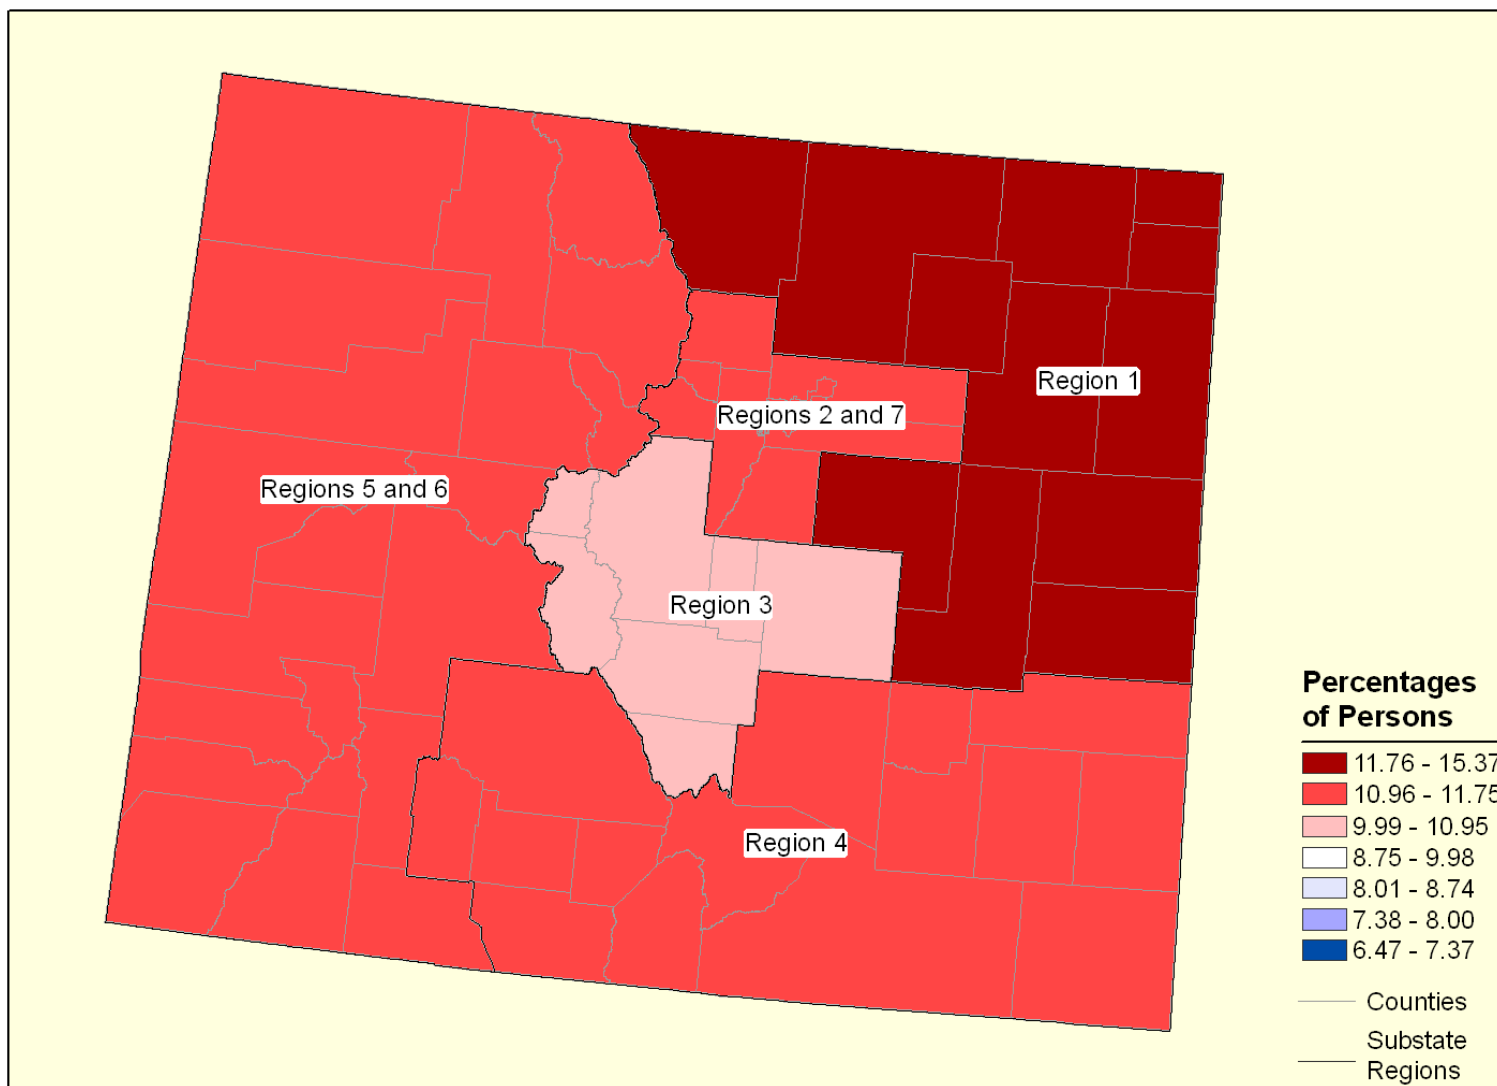 Region 1
Regions 2 and 7
Regions 5 and 6
Region 3
Region 4
Percentages
of Persons
11.76 - 15.37
10.96 - 11.75
9.99 - 10.95
8.75 - 9.98
8.01 - 8.74
7.38 - 8.00
6.47 - 7.37
Counties
Substate
Regions